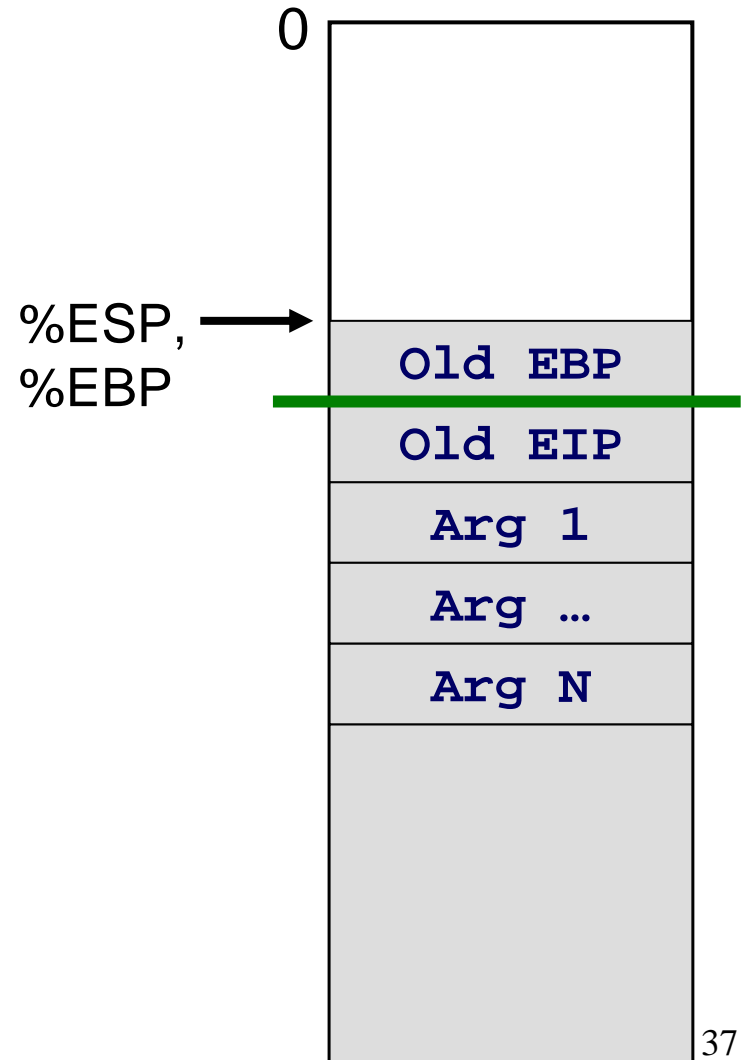 0
%ESP,
%EBP
Old EBP
Old EIP
Arg 1
Arg …
Arg N
37